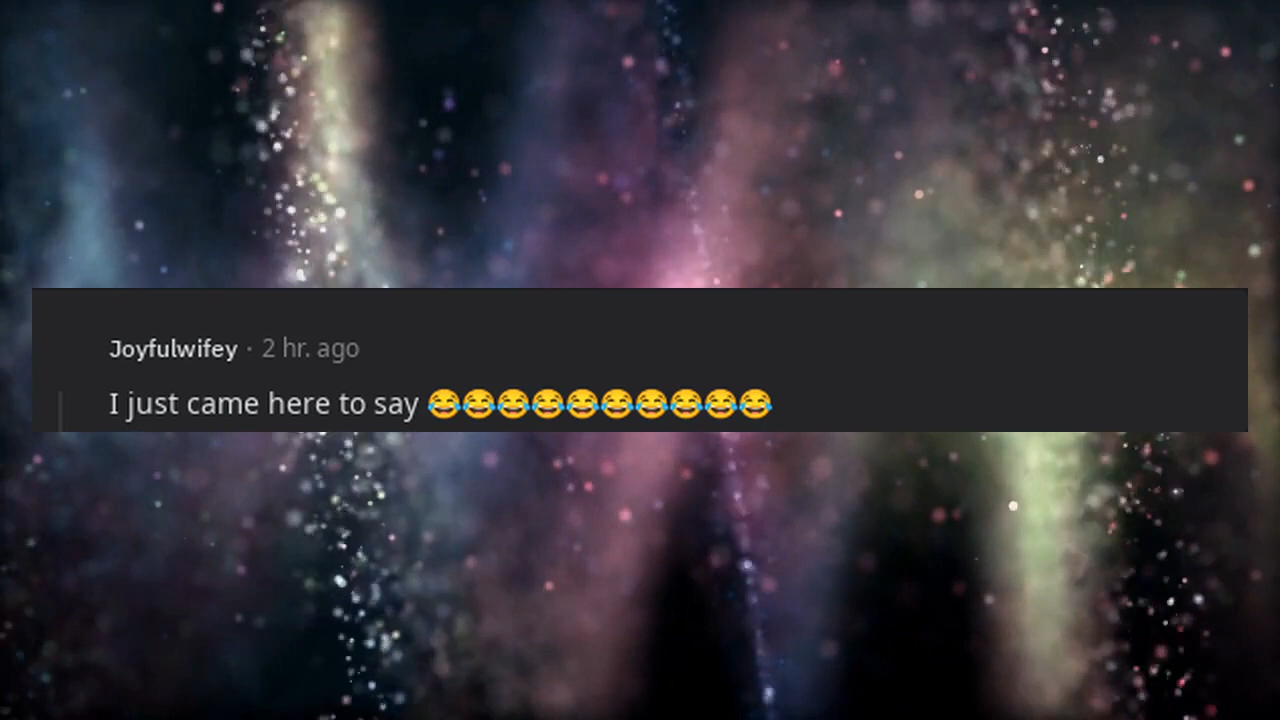 Joyfulwifey · 2 hr. ago
I just came here to say 😂😂😂😂😂😂😂😂😂😂